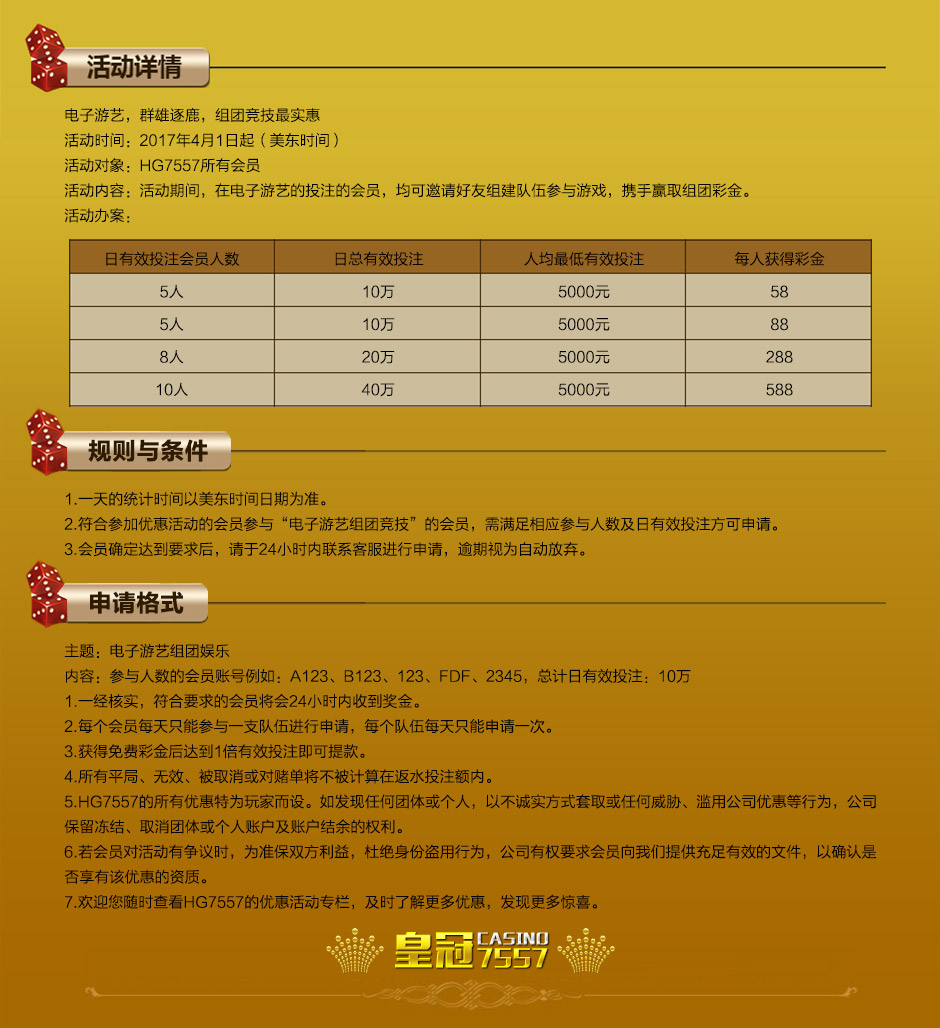 活动详情
电子游艺，群雄逐鹿，组团竞技最实惠
活动时间：2017年4月1日起（美东时间）
活动对象：HG7557所有会员
活动内容：活动期间，在电子游艺的投注的会员，均可邀请好友组建队伍参与游戏，携手赢取组团彩金。
活动办案：
日有效投注会员人数 日总有效投注 人均最低有效投注 每人获得彩金
5人 10万 5000元 58
5人 10万 5000元 88
8人 20万 5000元 288
10人 40万 5000元 588
规则与条件
1.一天的统计时间以美东时间日期为准。
2.符合参加优惠活动的会员参与“电子游艺组团竞技”的会员，需满足相应参与人数及日有效投注方可申请。
3.会员确定达到要求后，请于24小时内联系客服进行申请，逾期视为自动放弃。
申请格式
主题：电子游艺组团娱乐
内容：参与人数的会员账号例如：A123、B123、123、FDF、2345，总计日有效投注：10万
1.一经核实，符合要求的会员将会24小时内收到奖金。
2.每个会员每天只能参与一支队伍进行申请，每个队伍每天只能申请一次。
3.获得免费彩金后达到1倍有效投注即可提款。
4.所有平局、无效、被取消或对赌单将不被计算在返水投注额内。
5.HG7557的所有优惠特为玩家而设。如发现任何团体或个人，以不诚实方式套取或任何威胁、滥用公司优惠等行为，公司
保留冻结、取消团体或个人账户及账户结余的权利。
6.若会员对活动有争议时，为准保双方利益，杜绝身份盗用行为，公司有权要求会员向我们提供充足有效的文件，以确认是
否享有该优惠的资质。
7.欢迎您随时查看HG7557的优惠活动专栏，及时了解更多优惠，发现更多惊喜。
皇冠 CASINO
7557